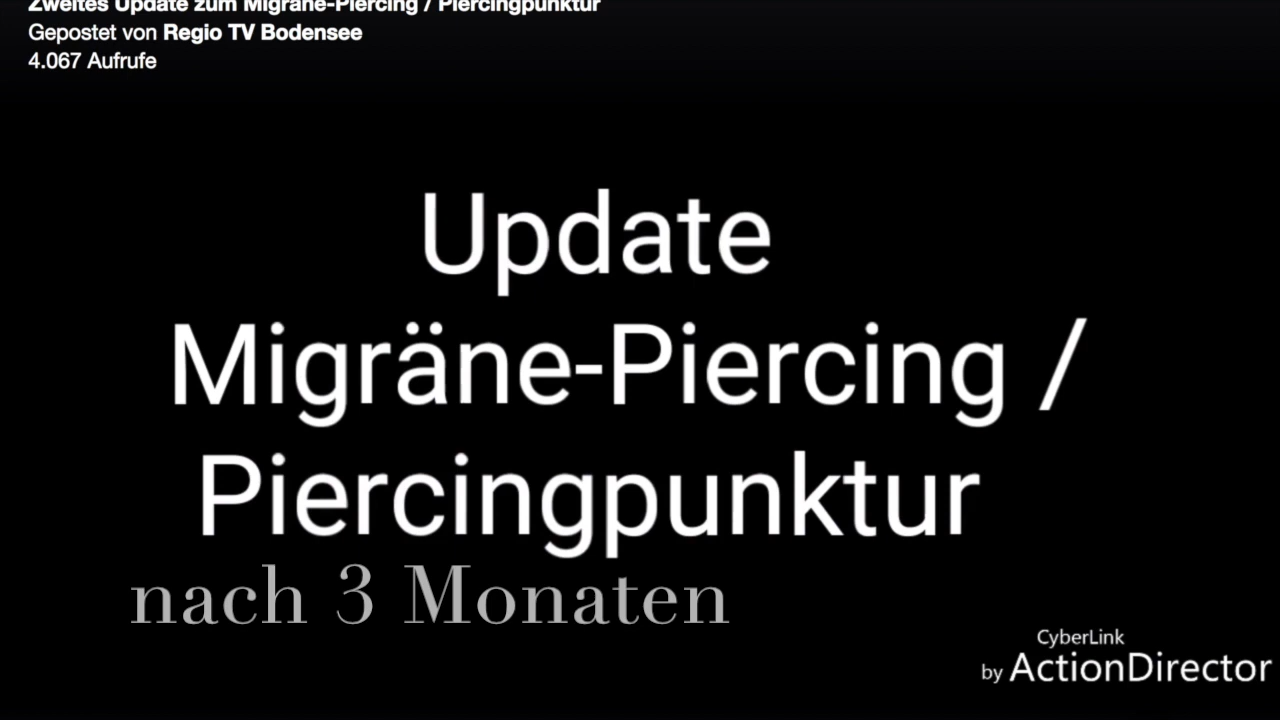 Zweites Update zum Migräne-Piercing / Piercingpunktur
Gepostet von Regio TV Bodensee
4.067 Aufrufe
Update
Migräne-Piercing /
Piercingpunktur
nach 3 Monaten
CyberLink
by ActionDirector